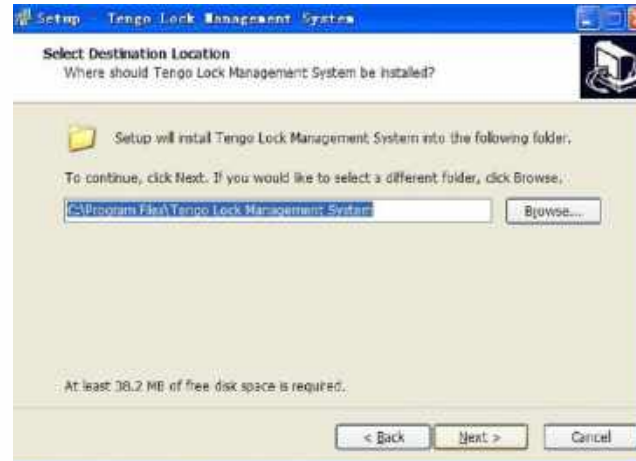 Setup - Tengo Lock Management System
Select Destination Location
Where should Tengo Lock Management System be installed?
Setup will install Tengo Lock Management System into the following folder.
To continue, click Next. If you would like to select a different folder, click Browse.
C:\Program Files\Tengo Lock Management System
Browse...
At least 38.2 MB of free disk space is required.
< Back
Next >
Cancel